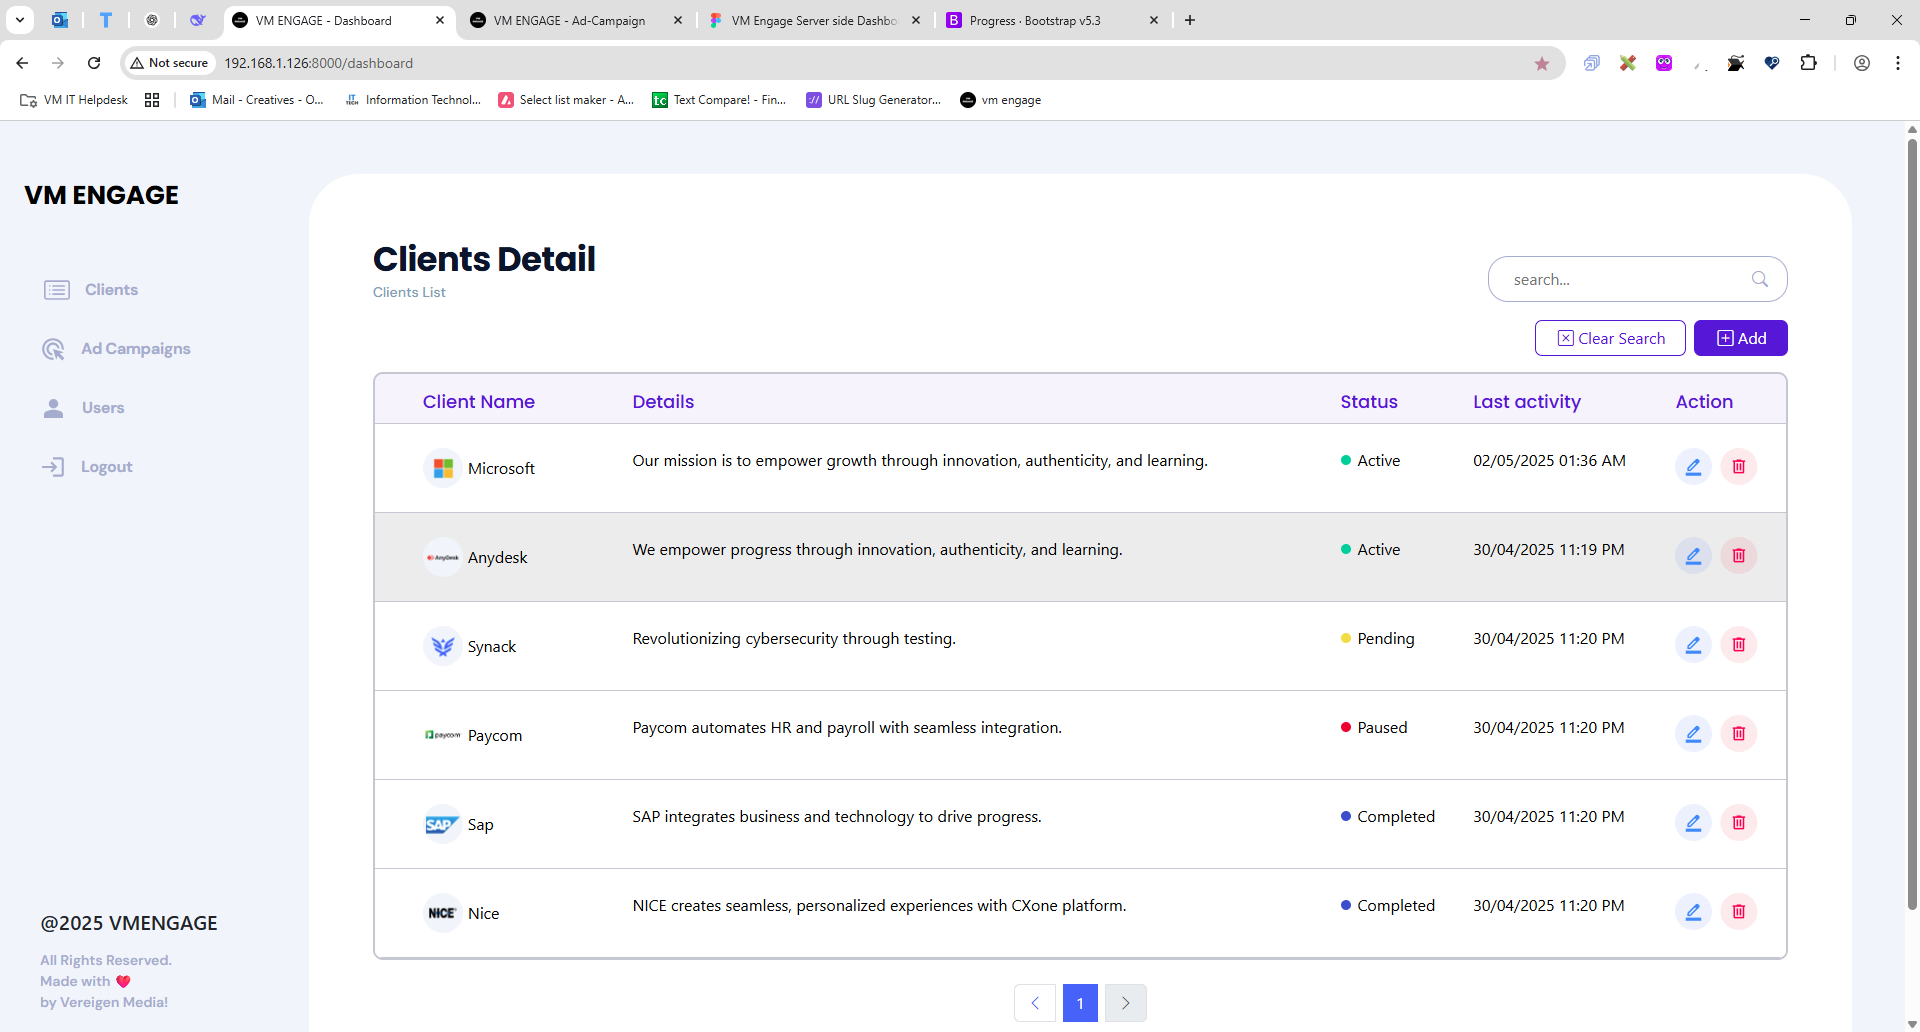 VM ENGAGE - Dashboard
VM ENGAGE - Ad-Campaign
VM Engage Server side Dashbo
Progress · Bootstrap v5.3
Not secure
192.168.1.126:8000/dashboard
VM IT Helpdesk
Mail - Creatives - O...
Information Technol...
Select list maker - A...
Text Compare! - Fin...
URL Slug Generator...
vm engage
VM ENGAGE
Clients
Ad Campaigns
Users
Logout
@2025 VMENGAGE
All Rights Reserved.
Made with ❤️
by Vereigen Media!
Clients Detail
Clients List
search...
Clear Search
Add
Client Name Details Status Last activity Action
Microsoft Our mission is to empower growth through innovation, authenticity, and learning. Active 02/05/2025 01:36 AM
AnyDesk Anydesk We empower progress through innovation, authenticity, and learning. Active 30/04/2025 11:19 PM
Synack Revolutionizing cybersecurity through testing. Pending 30/04/2025 11:20 PM
paycom Paycom Paycom automates HR and payroll with seamless integration. Paused 30/04/2025 11:20 PM
SAP Sap SAP integrates business and technology to drive progress. Completed 30/04/2025 11:20 PM
NICE Nice NICE creates seamless, personalized experiences with CXone platform. Completed 30/04/2025 11:20 PM
1